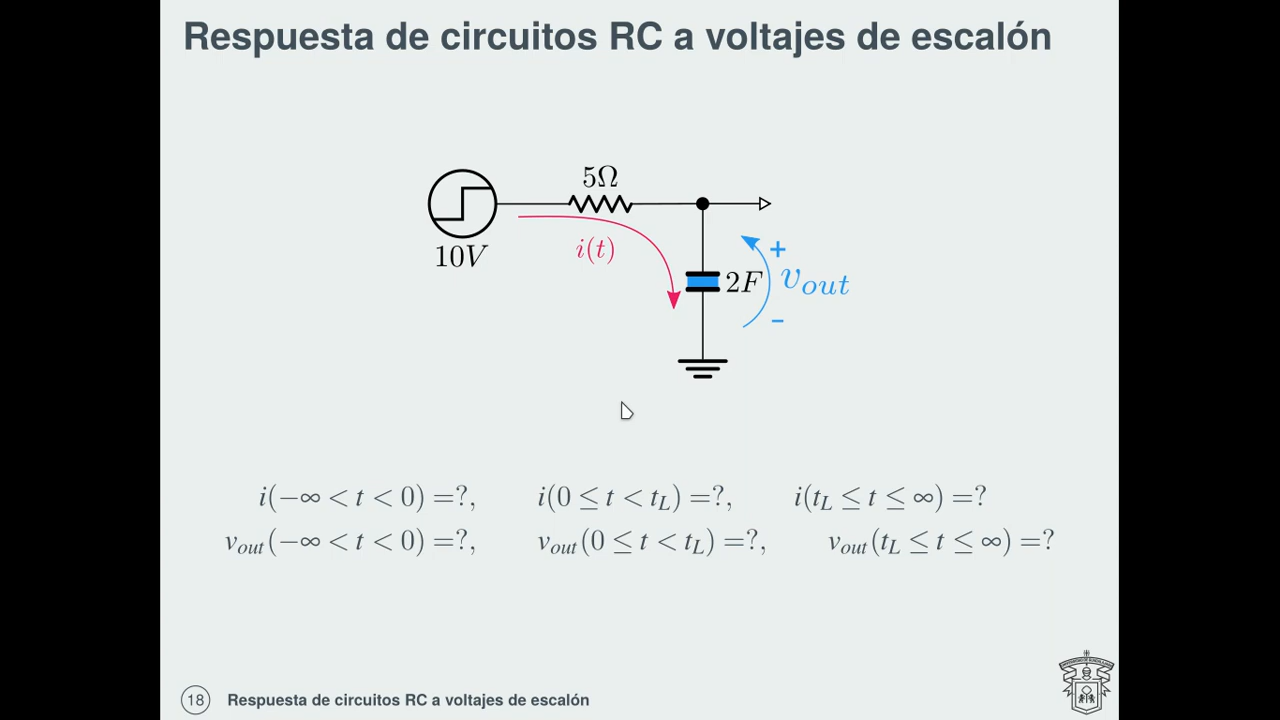 Respuesta de circuitos RC a voltajes de escalón
5Ω
10V
i(t)
+
2F
v_out
–
i(−∞ < t < 0) =?, i(0 ≤ t < t_L) =?, i(t_L ≤ t ≤ ∞) =?
v_out(−∞ < t < 0) =?, v_out(0 ≤ t < t_L) =?, v_out(t_L ≤ t ≤ ∞) =?
18 Respuesta de circuitos RC a voltajes de escalón